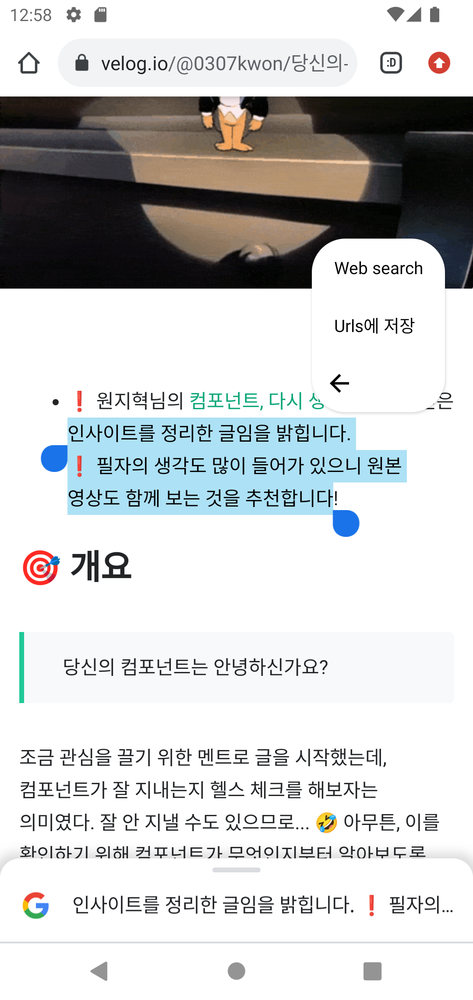 12:58
velog.io/@0307kwon/당신의-
:D
Web search
Urls에 저장
❗ 원지혁님의 컴포넌트, 다시
인사이트를 정리한 글임을 밝힙니다.
❗ 필자의 생각도 많이 들어가 있으니 원본
영상도 함께 보는 것을 추천합니다!
🎯 개요
당신의 컴포넌트는 안녕하신가요?
조금 관심을 끌기 위한 멘트로 글을 시작했는데,
컴포넌트가 잘 지내는지 헬스 체크를 해보자는
의미였다. 잘 안 지낼 수도 있으므로... 🤣 아무튼, 이를
확인하기 위해 컴포넌트가 무엇인지부터 알아보도록
인사이트를 정리한 글임을 밝힙니다. ❗ 필자의...